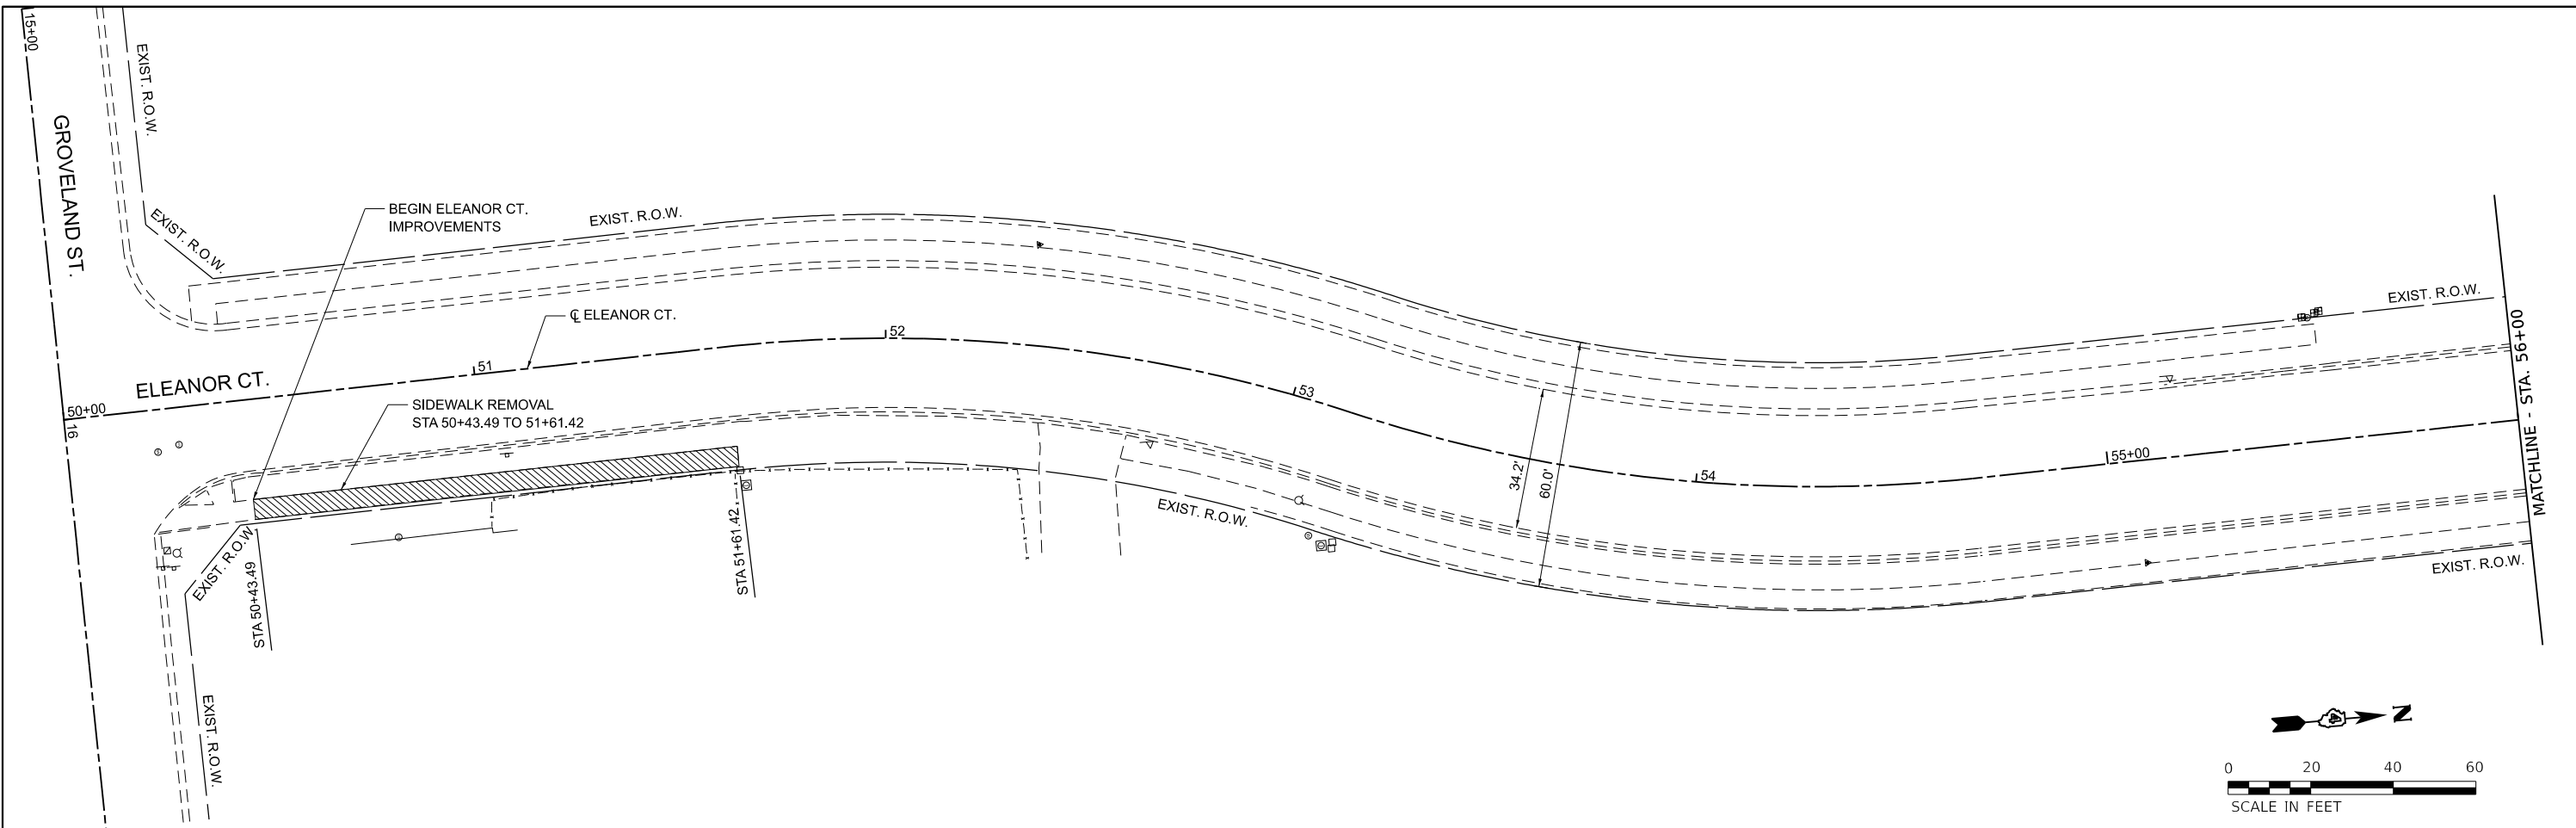 15+00
EXIST. R.O.W.
GROVELAND ST.
EXIST. R.O.W.
BEGIN ELEANOR CT.
IMPROVEMENTS
EXIST. R.O.W.
℄ ELEANOR CT.
52
51
ELEANOR CT.
50+00
16
SIDEWALK REMOVAL
STA 50+43.49 TO 51+61.42
53
EXIST. R.O.W.
34.2'
60.0'
54
55+00
EXIST. R.O.W.
MATCHLINE - STA. 56+00
EXIST. R.O.W.
EXIST. R.O.W.
STA 50+43.49
STA 51+61.42
EXIST. R.O.W.
N
0 20 40 60
SCALE IN FEET